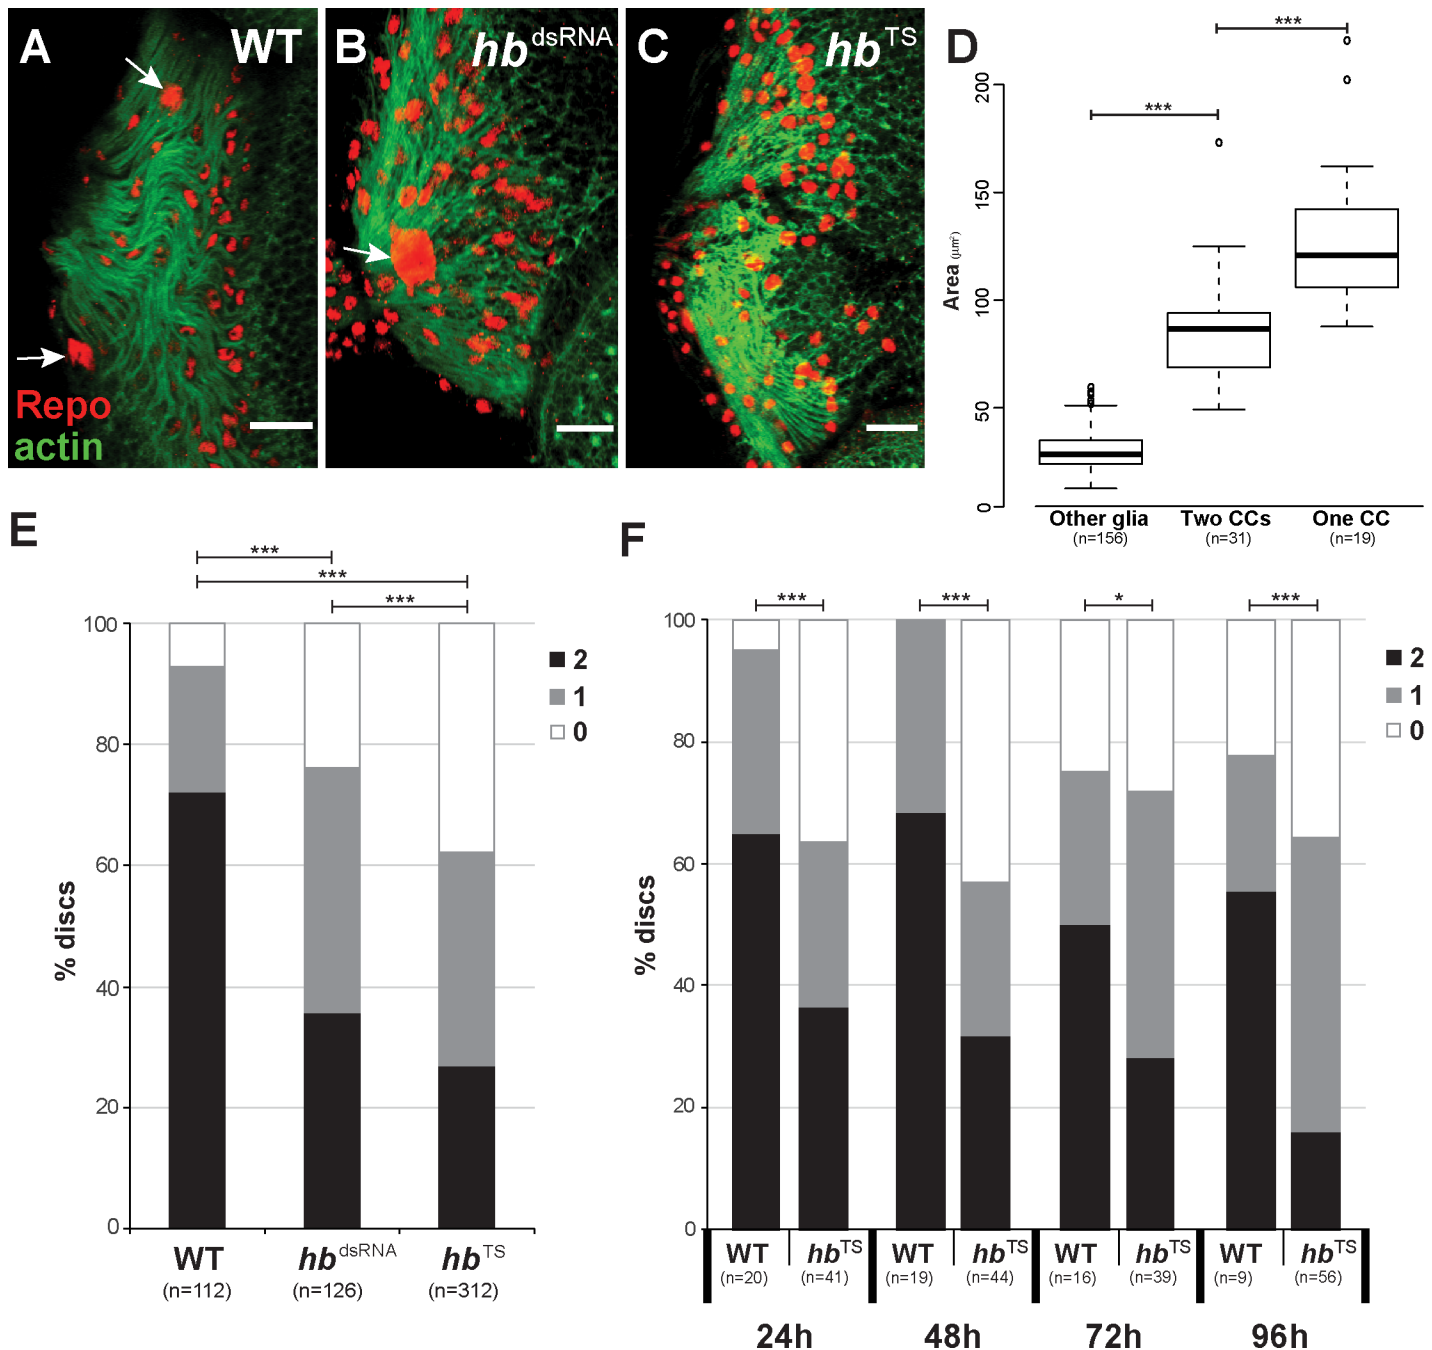 A WT
B hb dsRNA
C hb TS
Repo
actin
D
***
***
200
150
100
50
0
Area (µm²)
Other glia Two CCs One CC
(n=156) (n=31) (n=19)
E
***
***
***
100
80
60
40
20
0
% discs
2
1
0
WT hb dsRNA hb TS
(n=112) (n=126) (n=312)
F
*** *** * ***
100
80
60
40
20
0
% discs
2
1
0
WT hb TS WT hb TS WT hb TS WT hb TS
(n=20) (n=41) (n=19) (n=44) (n=16) (n=39) (n=9) (n=56)
24h 48h 72h 96h